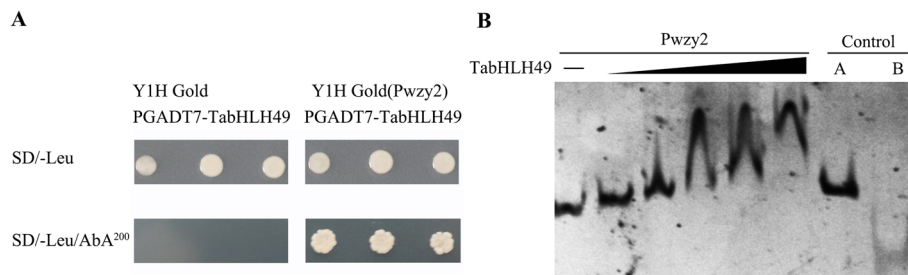 A
Y1H Gold
PGADT7-TabHLH49
Y1H Gold(Pwzy2)
PGADT7-TabHLH49
SD/-Leu
SD/-Leu/AbA²⁰⁰
B
Pwzy2
Control
TabHLH49
—
A
B